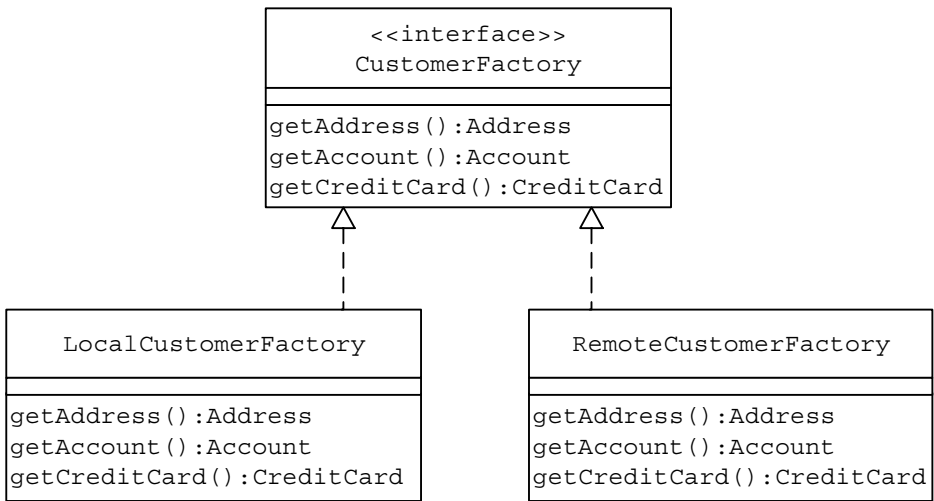 <<interface>>
CustomerFactory
getAddress():Address
getAccount():Account
getCreditCard():CreditCard
LocalCustomerFactory
getAddress():Address
getAccount():Account
getCreditCard():CreditCard
RemoteCustomerFactory
getAddress():Address
getAccount():Account
getCreditCard():CreditCard